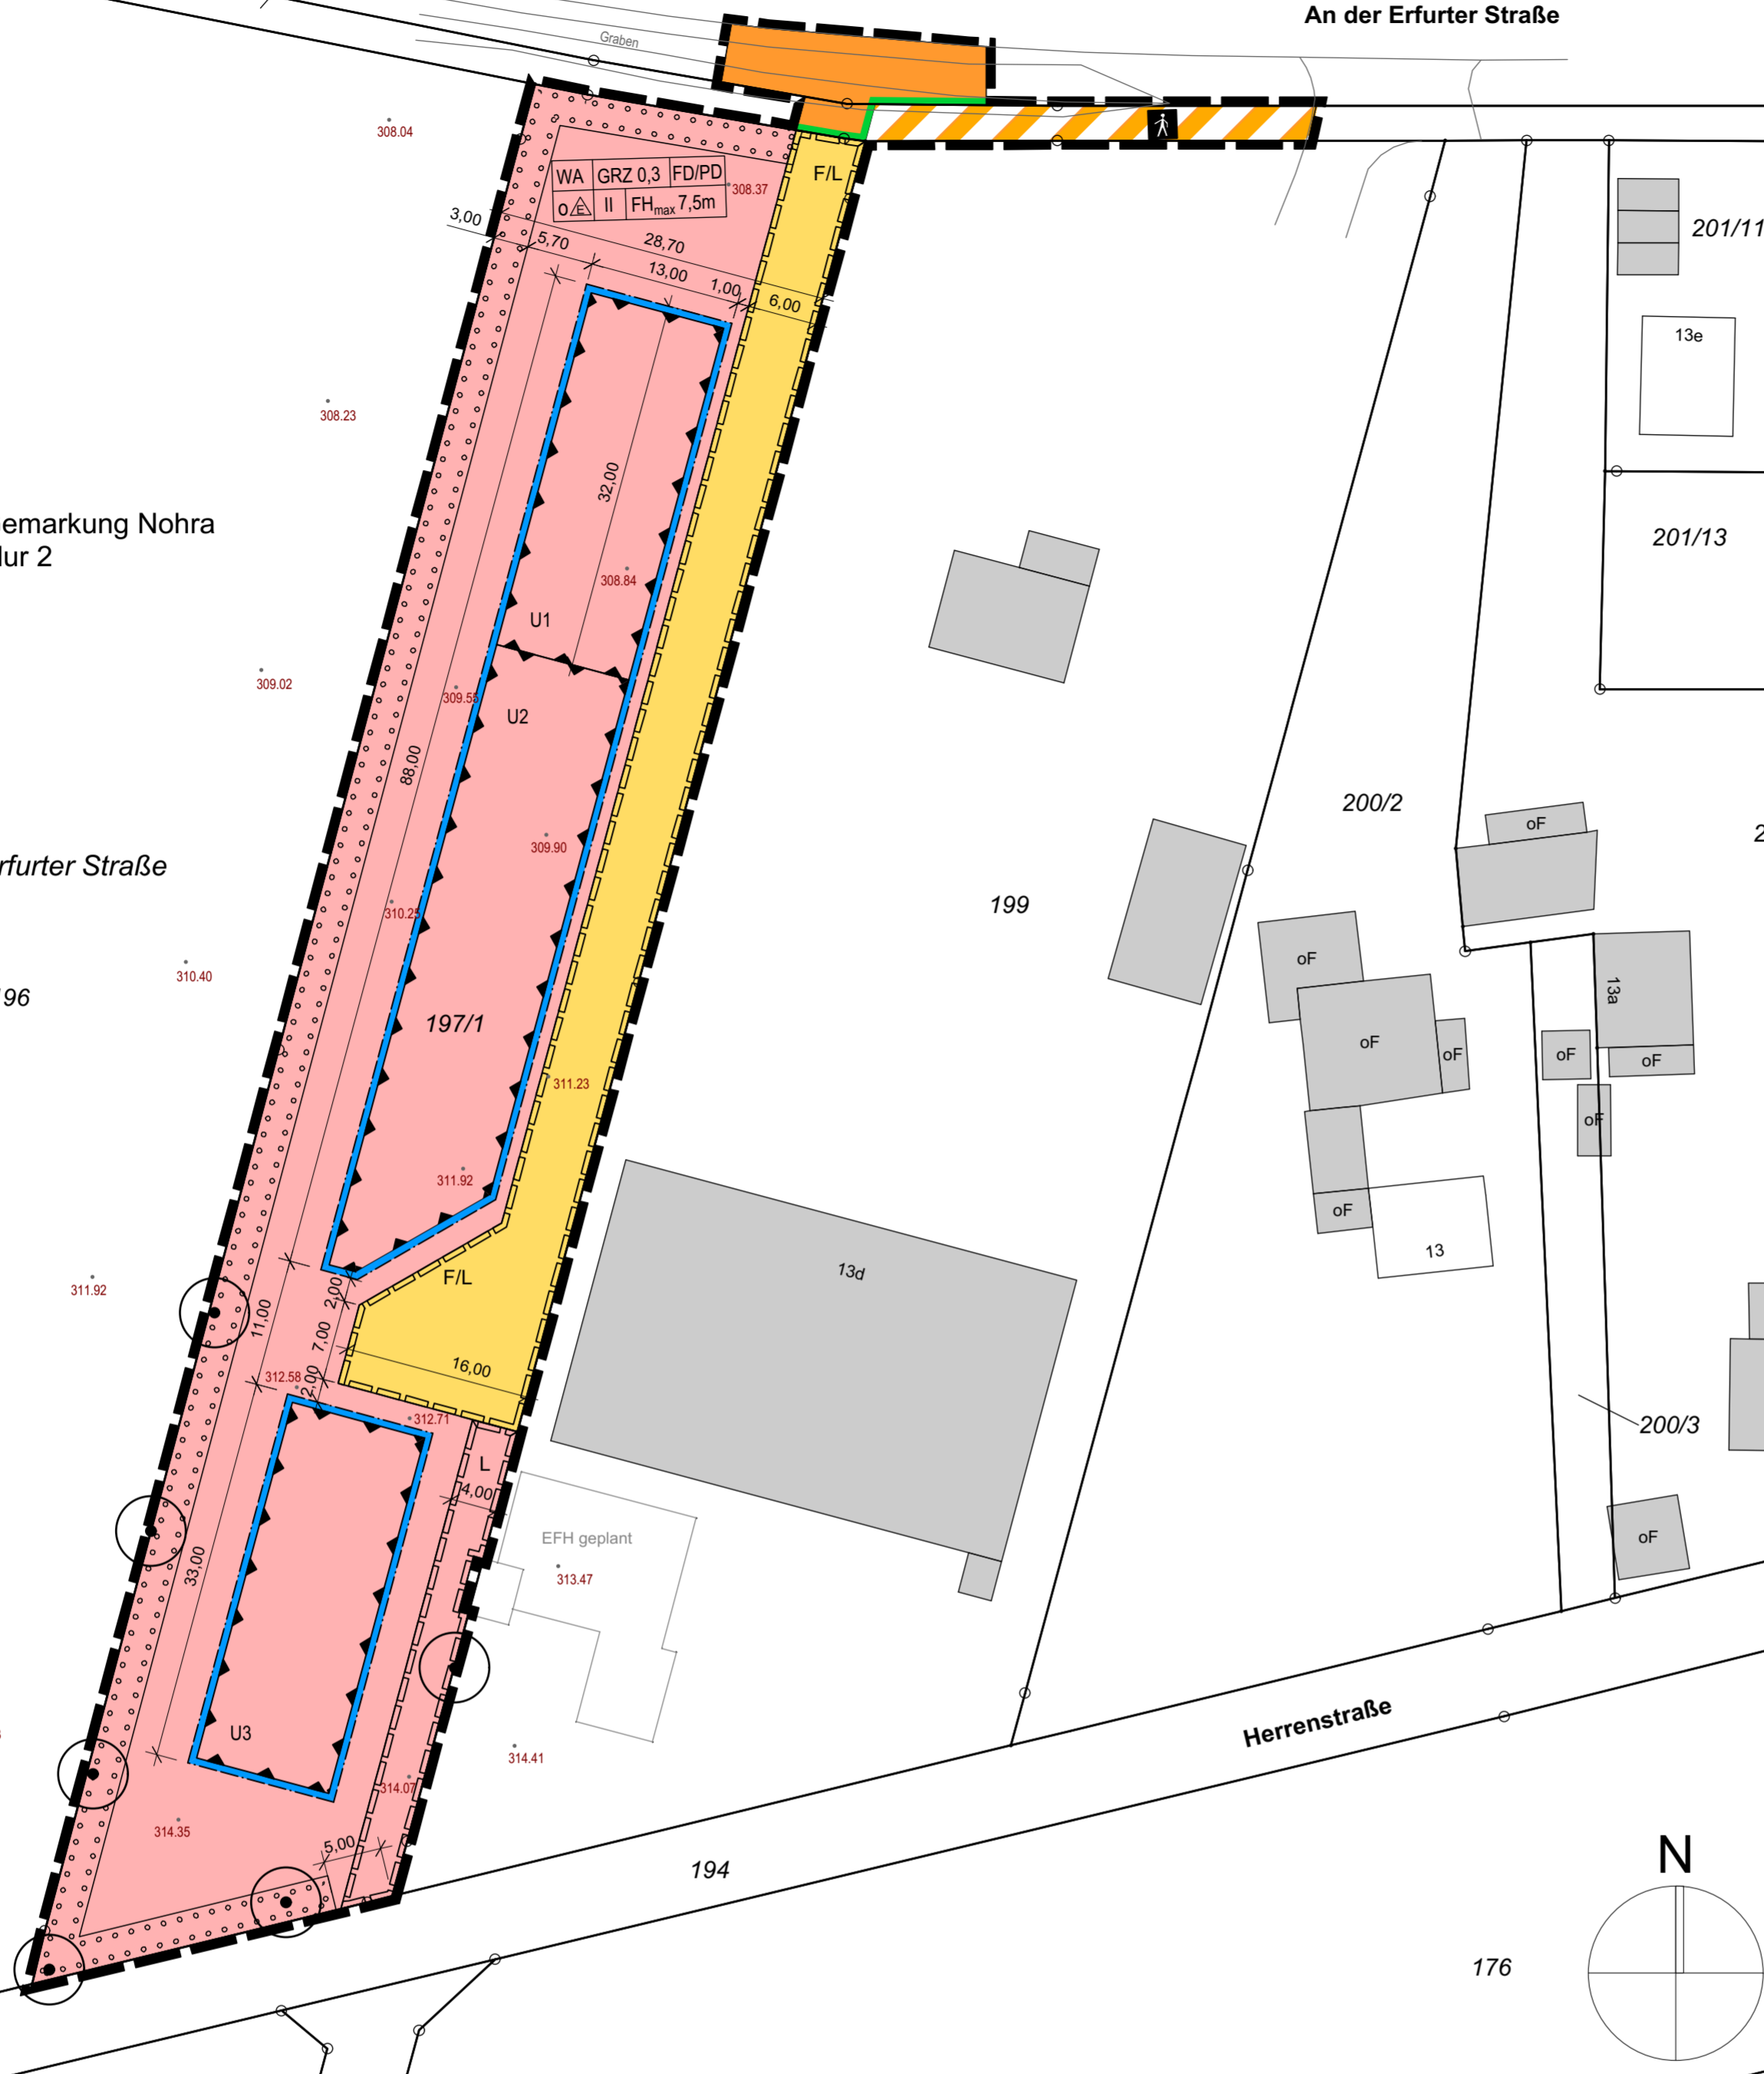 An der Erfurter Straße
Graben
308.04
F/L
WA GRZ 0,3 FD/PD
308.37
o E II FHmax 7,5m
3,00
201/11
5,70
28,70
13,00
1,00
6,00
13e
308.23
32,00
emarkung Nohra
201/13
lur 2
308.84
U1
309.02
309.55
U2
88,00
200/2
oF
309.90
rfurter Straße
199
310.25
oF
310.40
13a
96
197/1
oF
oF
oF
oF
311.23
oF
311.92
oF
13
13d
F/L
311.92
2,00
11,00
7,00
16,00
312.58
2,00
312.71
200/3
L
4,00
EFH geplant
oF
33,00
313.47
Herrenstraße
U3
314.41
314.07
314.35
5,00
N
194
176